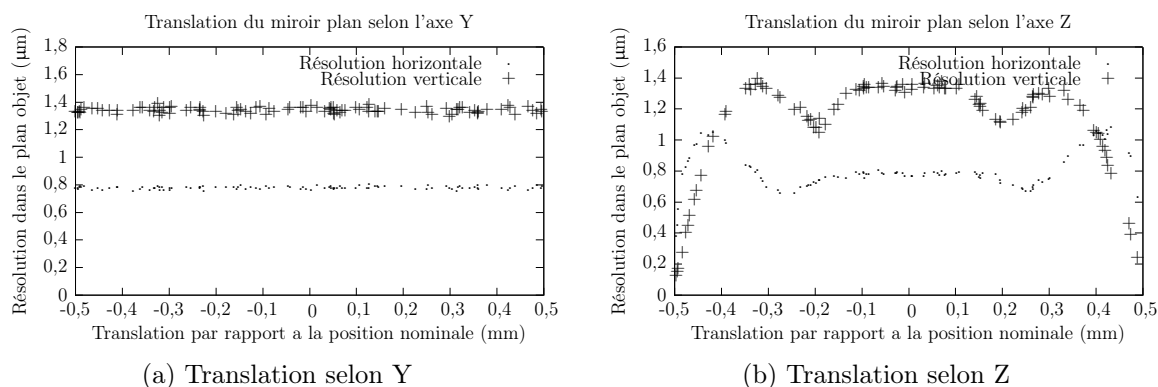 Translation du miroir plan selon l'axe Y
Résolution dans le plan objet (µm)
1,8
1,6
1,4
1,2
1
0,8
0,6
0,4
0,2
0
Résolution horizontale
Résolution verticale
-0,5 -0,4 -0,3 -0,2 -0,1 0 0,1 0,2 0,3 0,4 0,5
Translation par rapport a la position nominale (mm)
(a) Translation selon Y
Translation du miroir plan selon l'axe Z
Résolution dans le plan objet (µm)
1,6
1,4
1,2
1
0,8
0,6
0,4
0,2
0
Résolution horizontale
Résolution verticale
-0,5 -0,4 -0,3 -0,2 -0,1 0 0,1 0,2 0,3 0,4 0,5
Translation par rapport a la position nominale (mm)
(b) Translation selon Z